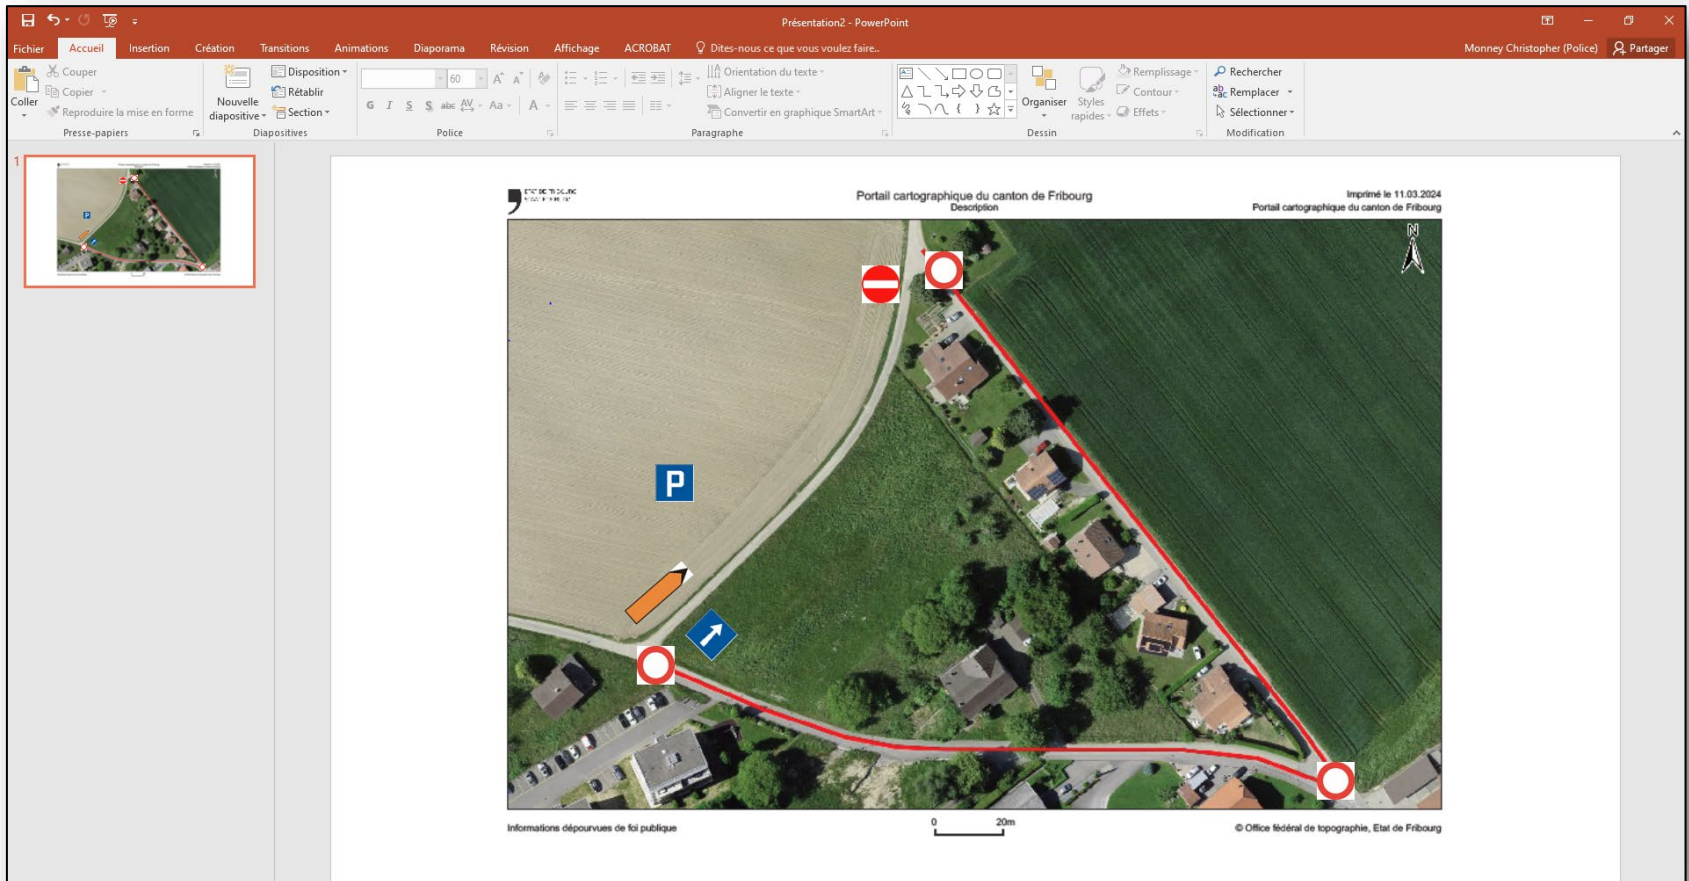 Présentation2 - PowerPoint
Fichier Accueil Insertion Création Transitions Animations Diaporama Révision Affichage ACROBAT Dites-nous ce que vous voulez faire.. Monney Christopher (Police) Partager
Couper
Copier
Reproduire la mise en forme
Coller
Presse-papiers
Nouvelle
diapositive
Disposition
Rétablir
Section
Diapositives
60
G I S S abc AV Aa A
Police
Orientation du texte
Aligner le texte
Convertir en graphique SmartArt
Paragraphe
Organiser
Styles
rapides
Remplissage
Contour
Effets
Dessin
Rechercher
Remplacer
Sélectionner
Modification
1
Portail cartographique du canton de Fribourg
Description
Imprimé le 11.03.2024
Portail cartographique du canton de Fribourg
N
P
Informations dépourvues de foi publique
0 20m
© Office fédéral de topographie, Etat de Fribourg